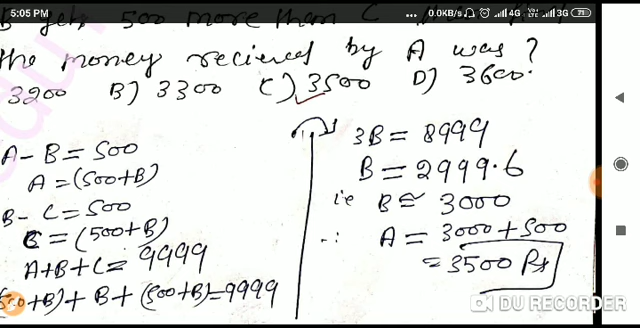 5:05 PM ... 0.0KB/s 4G 3G 71
B gets 500 more than C
the money recieved by A was?
3200 B) 3300 C) 3500 D) 3600.
A - B = 500
A = (500+B)
B - C = 500
C = (500+B)
A+B+C = 9999
(500+B) + B + (500+B) = 9999
3B = 8999
B = 2999.6
ie B ≅ 3000
∴ A = 3000 + 500
= 3500 Rs
DU RECORDER